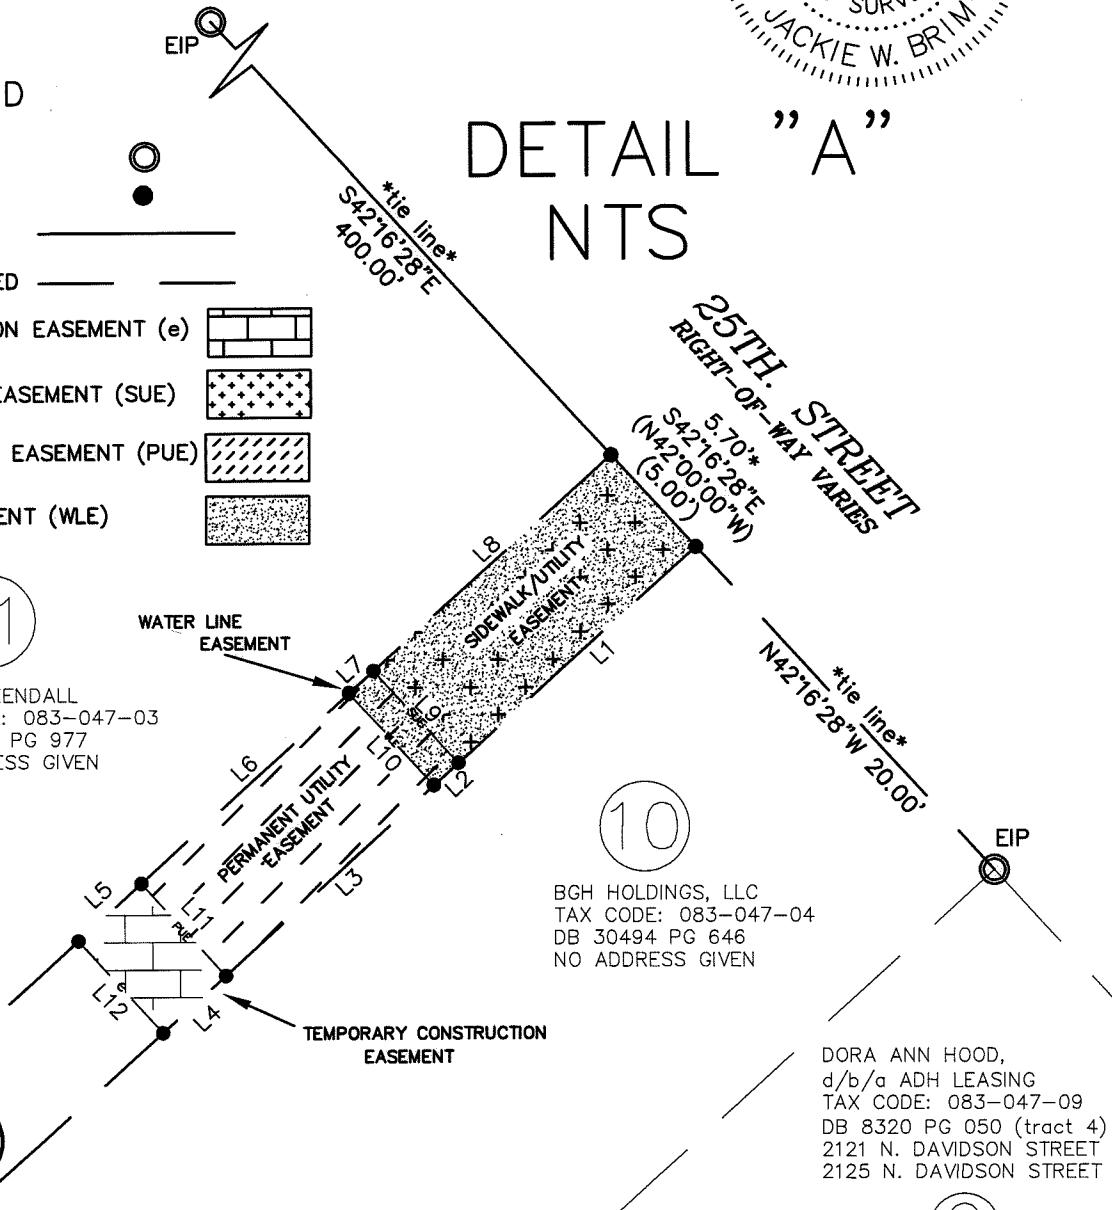 EIP
SURV
JACKIE W. BRIM
D
DETAIL "A"
NTS
*tie line*
S42°16'28"E
400.00'
ED
ON EASEMENT (e)
EASEMENT (SUE)
EASEMENT (PUE)
ENT (WLE)
25TH. STREET
RIGHT-OF-WAY VARIES
5.70'*
S42°16'28"E
(N42°00'00"W)
(5.00')
L8
SIDEWALK/UTILITY
EASEMENT
L1
1
WATER LINE
EASEMENT
L7
L9
SUE
L10
L2
ENDALL
: 083-047-03
PG 977
ESS GIVEN
*tie line*
N42°16'28"W 20.00'
L6
PERMANENT UTILITY
EASEMENT
L3
10
BGH HOLDINGS, LLC
TAX CODE: 083-047-04
DB 30494 PG 646
NO ADDRESS GIVEN
EIP
L5
L11
PUE
e
L12
L4
TEMPORARY CONSTRUCTION
EASEMENT
DORA ANN HOOD,
d/b/a ADH LEASING
TAX CODE: 083-047-09
DB 8320 PG 050 (tract 4)
2121 N. DAVIDSON STREET
2125 N. DAVIDSON STREET